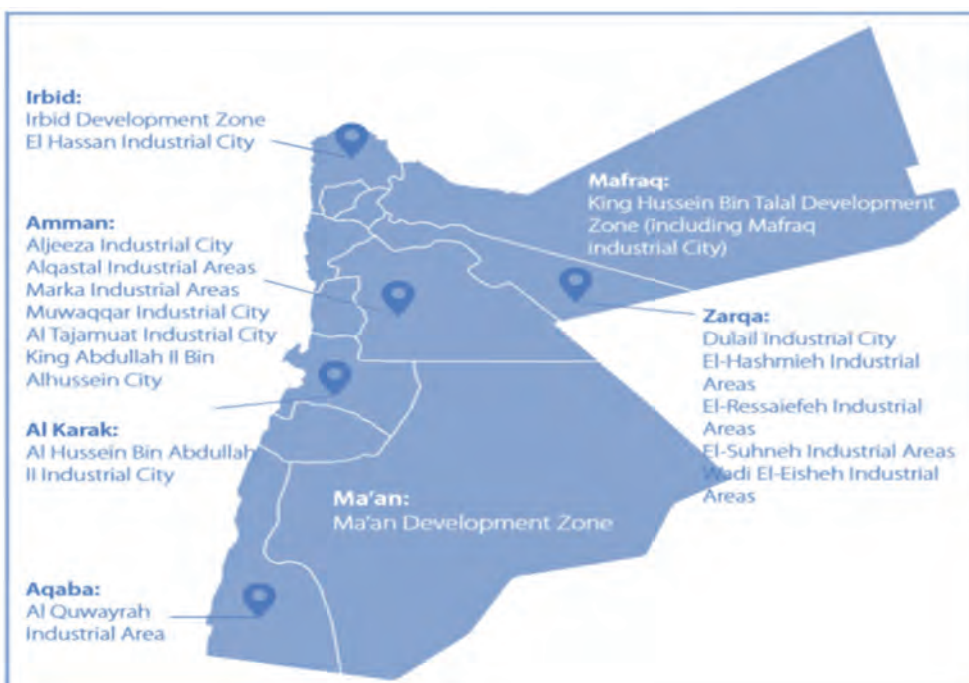 Irbid:
Irbid Development Zone
El Hassan Industrial City
Amman:
Aljeeza Industrial City
Alqastal Industrial Areas
Marka Industrial Areas
Muwaqqar Industrial City
Al Tajamuat Industrial City
King Abdullah II Bin
Alhussein City
Al Karak:
Al Hussein Bin Abdullah
II Industrial City
Aqaba:
Al Quwayrah
Industrial Area
Mafraq:
King Hussein Bin Talal Development
Zone (including Mafraq
industrial City)
Zarqa:
Dulail Industrial City
El-Hashmieh Industrial
Areas
El-Ressaiefeh Industrial
Areas
El-Suhneh Industrial Areas
Wadi El-Eisheh Industrial
Areas
Ma'an:
Ma'an Development Zone